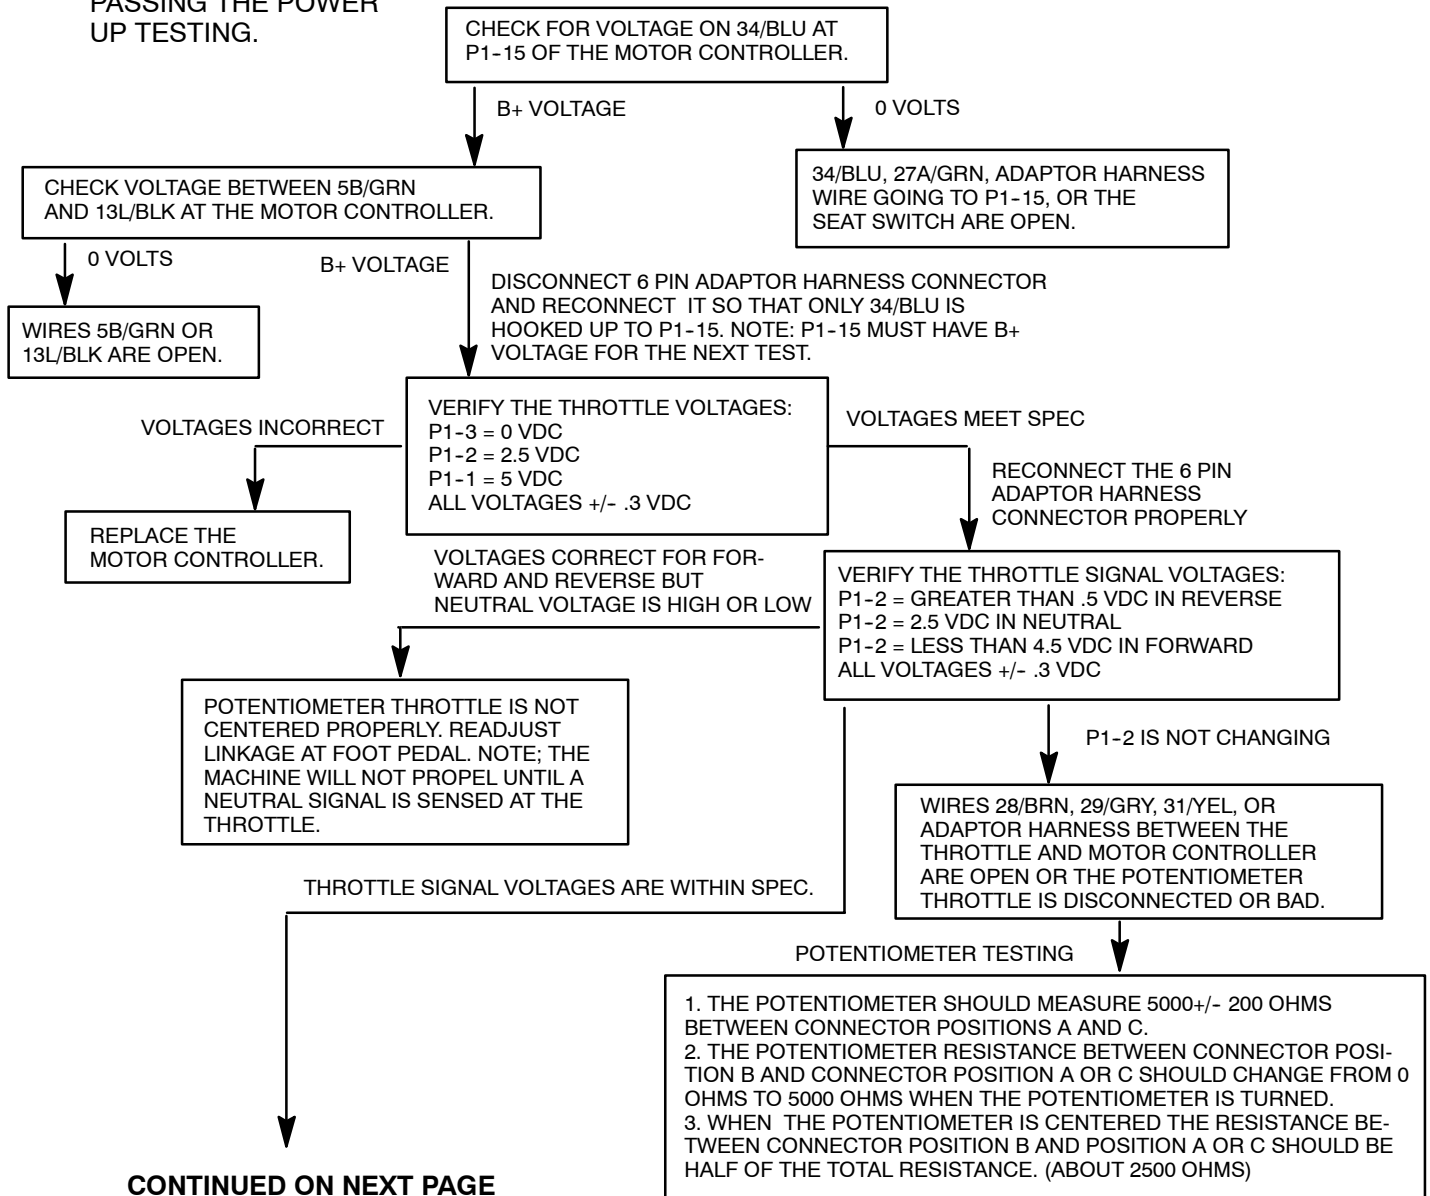 PASSING THE POWER
UP TESTING.
CHECK FOR VOLTAGE ON 34/BLU AT
P1-15 OF THE MOTOR CONTROLLER.
B+ VOLTAGE
0 VOLTS
CHECK VOLTAGE BETWEEN 5B/GRN
AND 13L/BLK AT THE MOTOR CONTROLLER.
34/BLU, 27A/GRN, ADAPTOR HARNESS
WIRE GOING TO P1-15, OR THE
SEAT SWITCH ARE OPEN.
0 VOLTS
B+ VOLTAGE
DISCONNECT 6 PIN ADAPTOR HARNESS CONNECTOR
AND RECONNECT  IT SO THAT ONLY 34/BLU IS
HOOKED UP TO P1-15. NOTE: P1-15 MUST HAVE B+
VOLTAGE FOR THE NEXT TEST.
WIRES 5B/GRN OR
13L/BLK ARE OPEN.
VERIFY THE THROTTLE VOLTAGES:
P1-3 = 0 VDC
P1-2 = 2.5 VDC
P1-1 = 5 VDC
ALL VOLTAGES +/- .3 VDC
VOLTAGES INCORRECT
VOLTAGES MEET SPEC
REPLACE THE
MOTOR CONTROLLER.
RECONNECT THE 6 PIN
ADAPTOR HARNESS
CONNECTOR PROPERLY
VOLTAGES CORRECT FOR FOR-
WARD AND REVERSE BUT
NEUTRAL VOLTAGE IS HIGH OR LOW
VERIFY THE THROTTLE SIGNAL VOLTAGES:
P1-2 = GREATER THAN .5 VDC IN REVERSE
P1-2 = 2.5 VDC IN NEUTRAL
P1-2 = LESS THAN 4.5 VDC IN FORWARD
ALL VOLTAGES +/- .3 VDC
POTENTIOMETER THROTTLE IS NOT
CENTERED PROPERLY. READJUST
LINKAGE AT FOOT PEDAL. NOTE; THE
MACHINE WILL NOT PROPEL UNTIL A
NEUTRAL SIGNAL IS SENSED AT THE
THROTTLE.
P1-2 IS NOT CHANGING
WIRES 28/BRN, 29/GRY, 31/YEL, OR
ADAPTOR HARNESS BETWEEN THE
THROTTLE AND MOTOR CONTROLLER
ARE OPEN OR THE POTENTIOMETER
THROTTLE IS DISCONNECTED OR BAD.
THROTTLE SIGNAL VOLTAGES ARE WITHIN SPEC.
POTENTIOMETER TESTING
1. THE POTENTIOMETER SHOULD MEASURE 5000+/- 200 OHMS
BETWEEN CONNECTOR POSITIONS A AND C.
2. THE POTENTIOMETER RESISTANCE BETWEEN CONNECTOR POSI-
TION B AND CONNECTOR POSITION A OR C SHOULD CHANGE FROM 0
OHMS TO 5000 OHMS WHEN THE POTENTIOMETER IS TURNED.
3. WHEN  THE POTENTIOMETER IS CENTERED THE RESISTANCE BE-
TWEEN CONNECTOR POSITION B AND POSITION A OR C SHOULD BE
HALF OF THE TOTAL RESISTANCE. (ABOUT 2500 OHMS)
CONTINUED ON NEXT PAGE